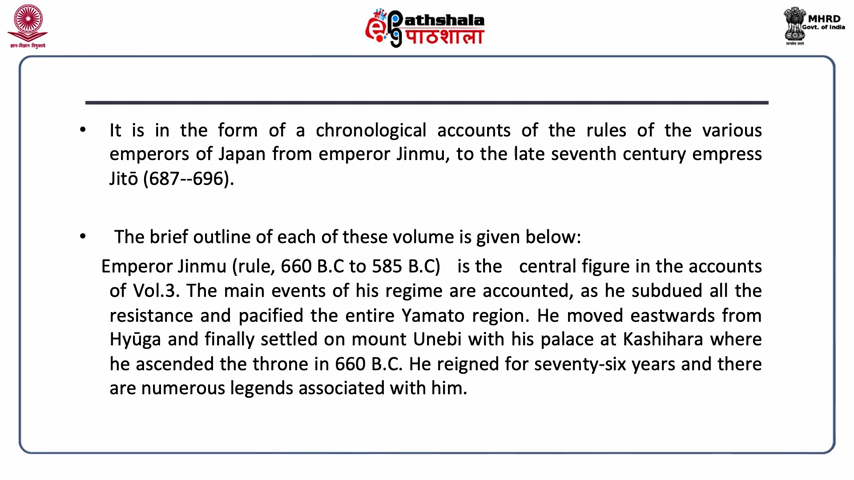 ज्ञान-विज्ञान विमुक्तये
epgPathshala
पाठशाला
MHRD
Govt. of India
सत्यमेव जयते
• It is in the form of a chronological accounts of the rules of the various
emperors of Japan from emperor Jinmu, to the late seventh century empress
Jitō (687--696).
• The brief outline of each of these volume is given below:
Emperor Jinmu (rule, 660 B.C to 585 B.C) is the central figure in the accounts
of Vol.3. The main events of his regime are accounted, as he subdued all the
resistance and pacified the entire Yamato region. He moved eastwards from
Hyūga and finally settled on mount Unebi with his palace at Kashihara where
he ascended the throne in 660 B.C. He reigned for seventy-six years and there
are numerous legends associated with him.